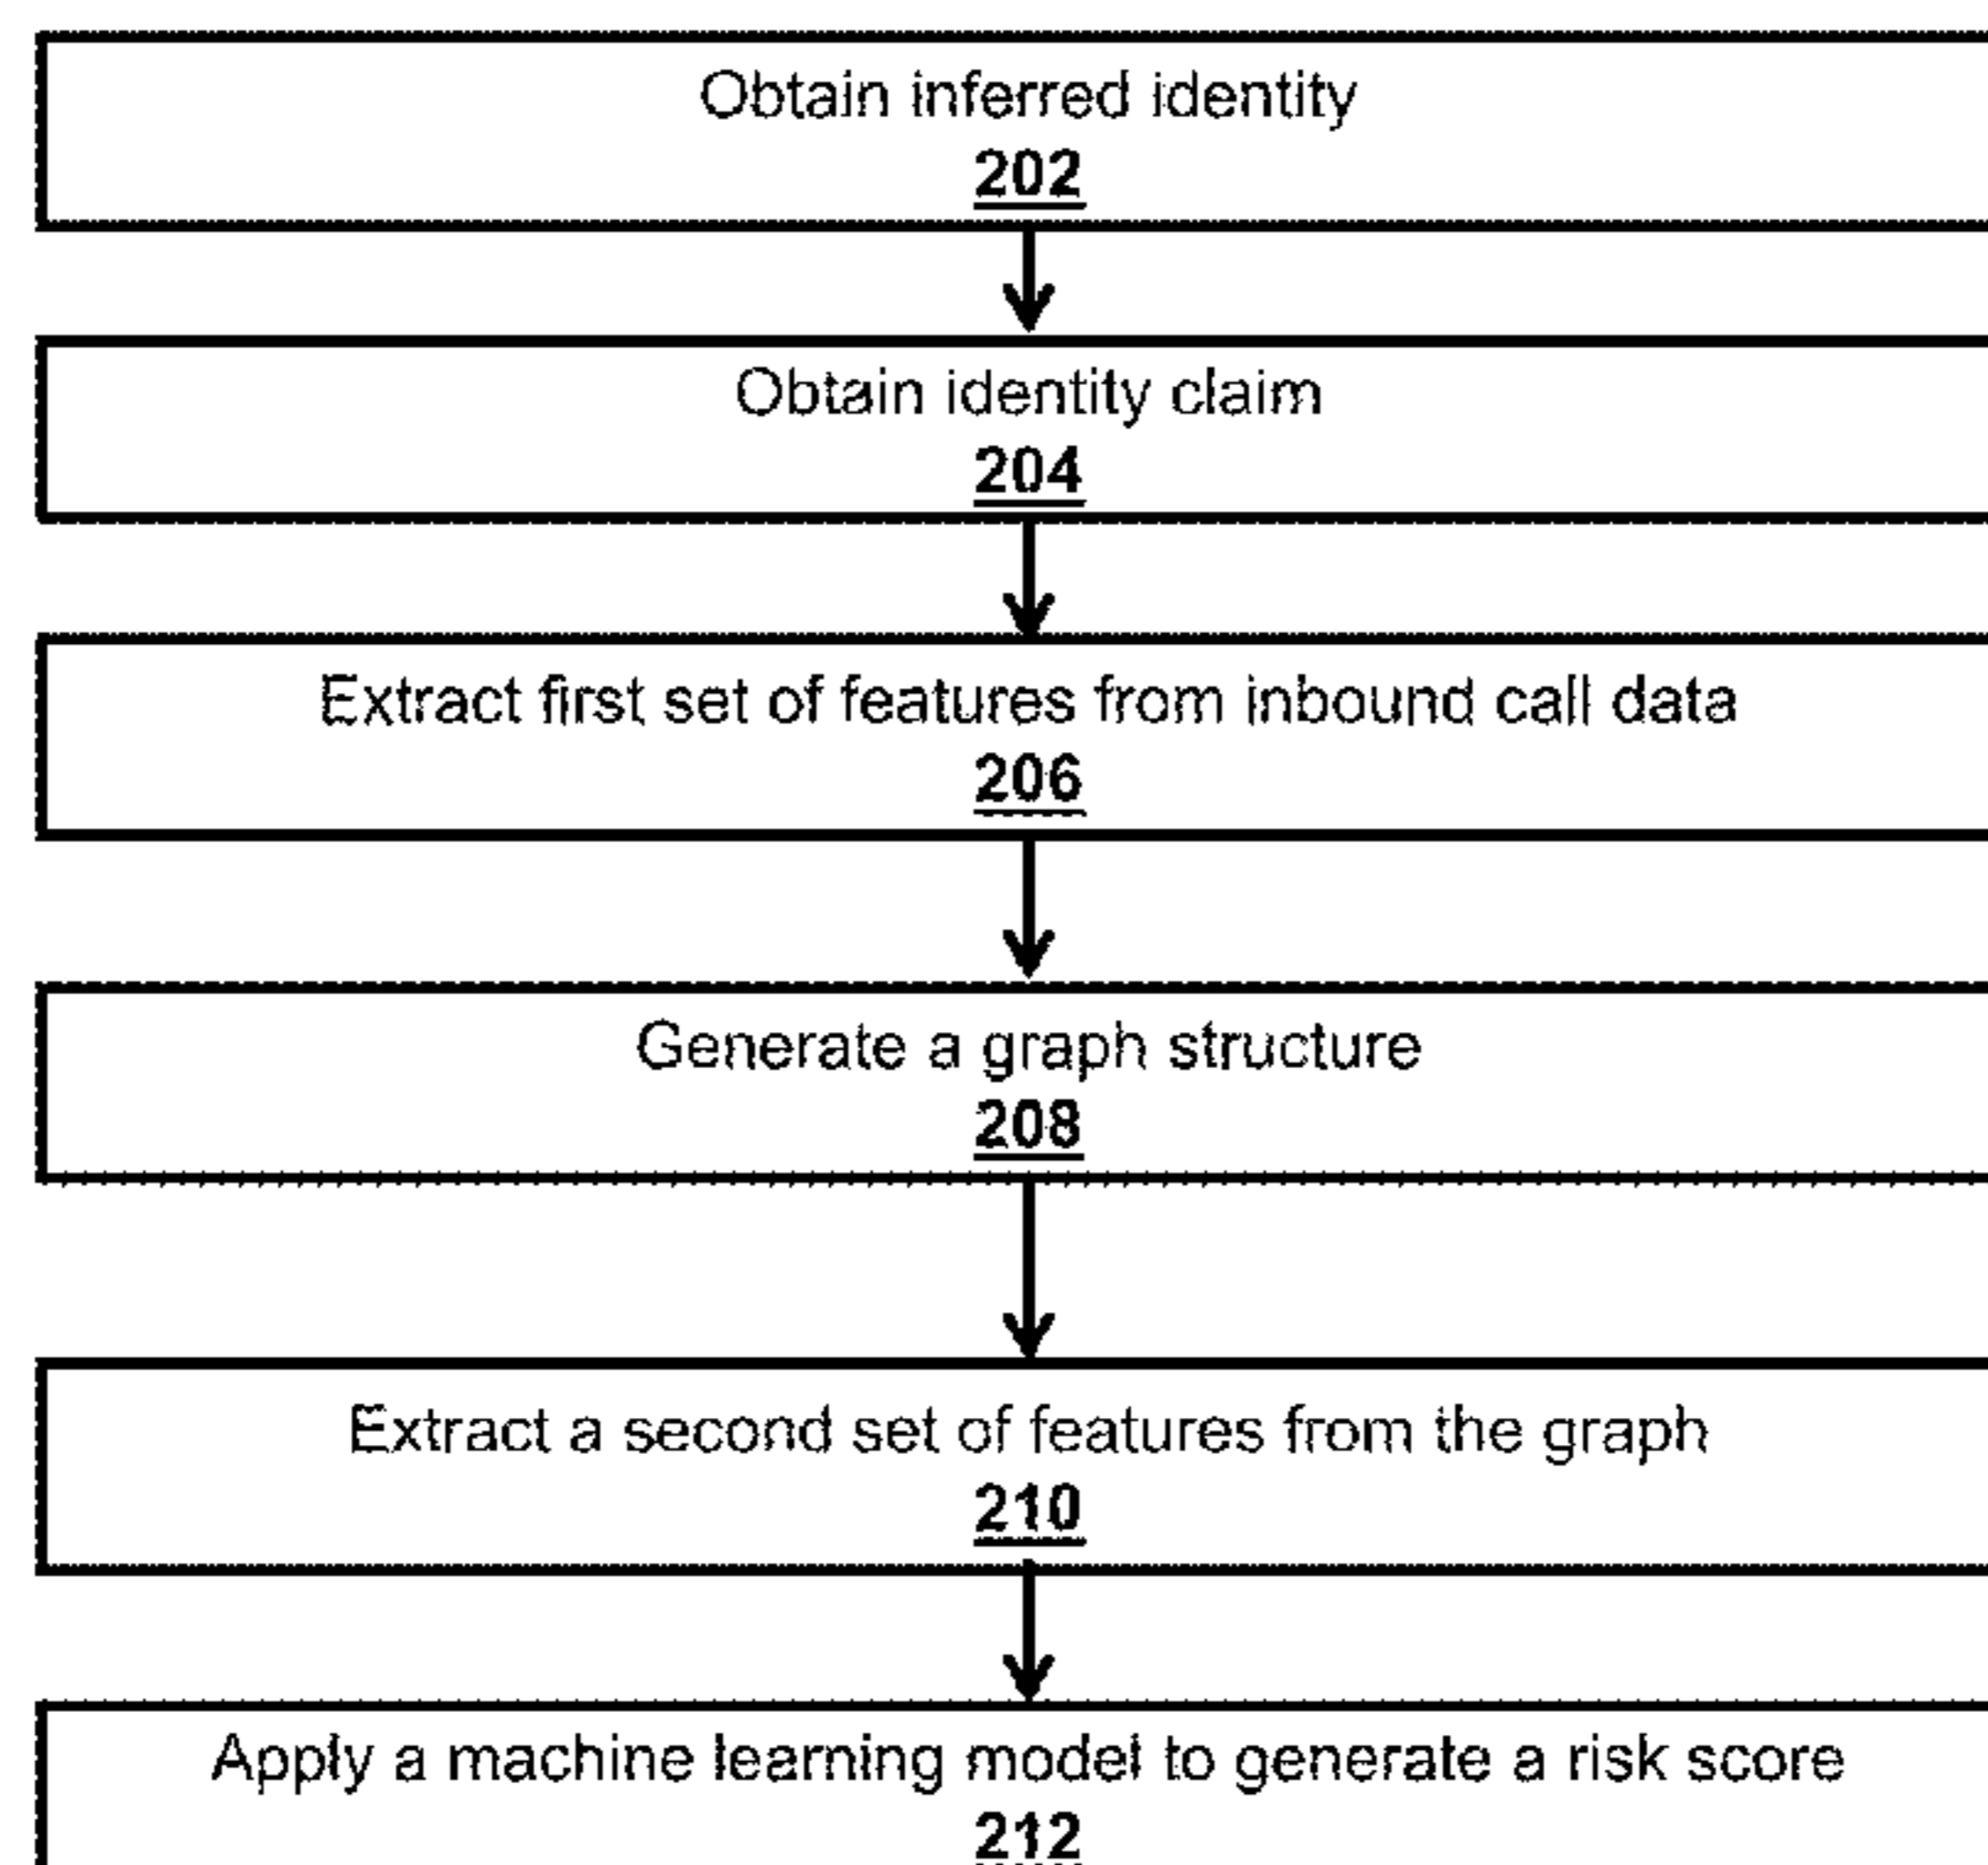 Obtain inferred identity
202
Obtain identity claim
204
Extract first set of features from inbound call data
206
Generate a graph structure
208
Extract a second set of features from the graph
210
Apply a machine learning model to generate a risk score
212